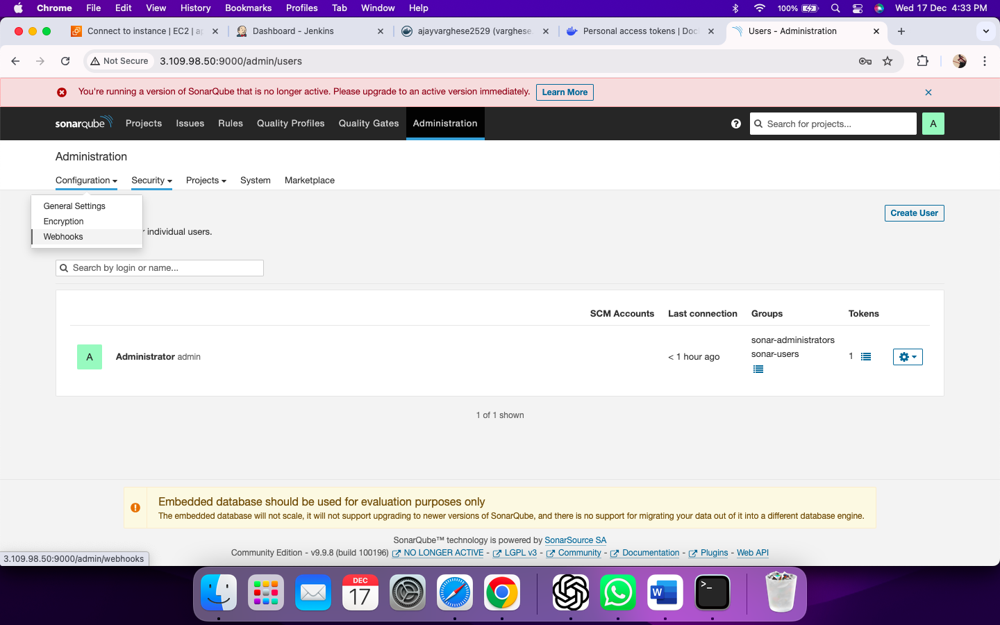 Chrome File Edit View History Bookmarks Profiles Tab Window Help 100% Wed 17 Dec 4:33 PM
Connect to instance | EC2 | ap Dashboard - Jenkins ajayvarghese2529 (varghese. Personal access tokens | Doc Users - Administration
Not Secure 3.109.98.50:9000/admin/users
You're running a version of SonarQube that is no longer active. Please upgrade to an active version immediately. Learn More
sonarqube Projects Issues Rules Quality Profiles Quality Gates Administration ? Search for projects... A
Administration
Configuration Security Projects System Marketplace
General Settings
Create User
Encryption
individual users.
Webhooks
Search by login or name...
SCM Accounts Last connection Groups Tokens
A Administrator admin < 1 hour ago sonar-administrators
sonar-users 1
1 of 1 shown
Embedded database should be used for evaluation purposes only
The embedded database will not scale, it will not support upgrading to newer versions of SonarQube, and there is no support for migrating your data out of it into a different database engine.
SonarQube™ technology is powered by SonarSource SA
Community Edition - v9.9.8 (build 100196) NO LONGER ACTIVE - LGPL v3 - Community - Documentation - Plugins - Web API
3.109.98.50:9000/admin/webhooks
DEC
17
W
>_